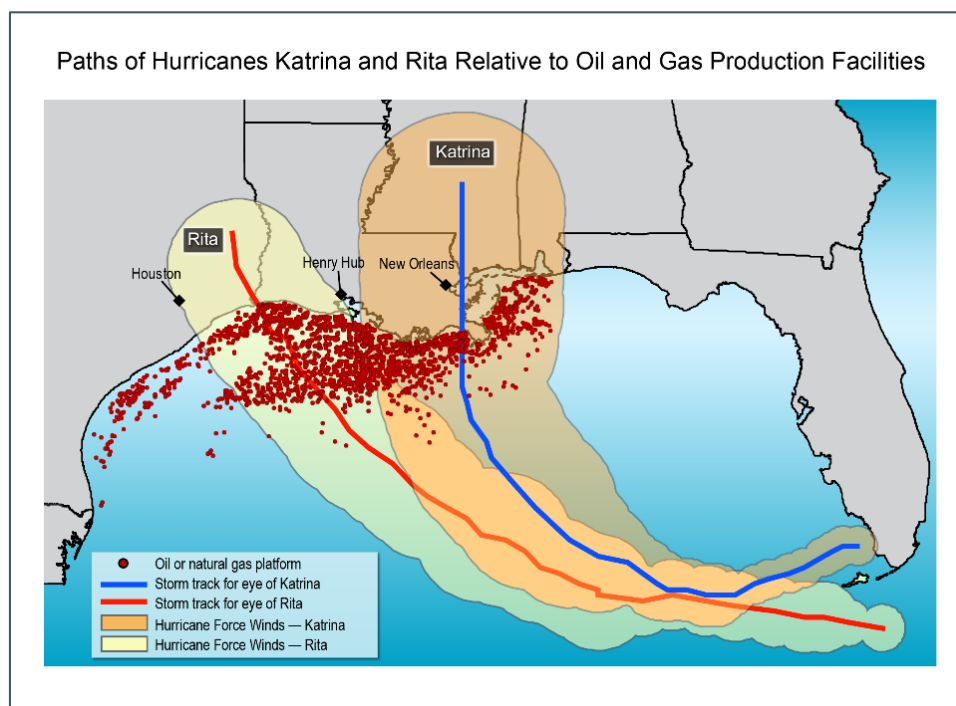 Paths of Hurricanes Katrina and Rita Relative to Oil and Gas Production Facilities
Katrina
Rita
Houston
Henry Hub
New Orleans
Oil or natural gas platform
Storm track for eye of Katrina
Storm track for eye of Rita
Hurricane Force Winds — Katrina
Hurricane Force Winds — Rita